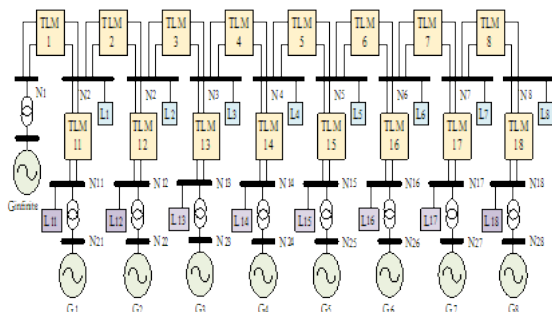 TLM 1
TLM 2
TLM 3
TLM 4
TLM 5
TLM 6
TLM 7
TLM 8
N1
N2
N2
N3
N4
N5
N6
N7
N8
L1
L2
L3
L4
L5
L6
L7
L8
TLM 11
TLM 12
TLM 13
TLM 14
TLM 15
TLM 16
TLM 17
TLM 18
Ginfinite
N11
N12
N13
N14
N15
N16
N17
N18
L11
L12
L13
L14
L15
L16
L17
L18
N21
N22
N23
N24
N25
N26
N27
N28
G1
G2
G3
G4
G5
G6
G7
G8